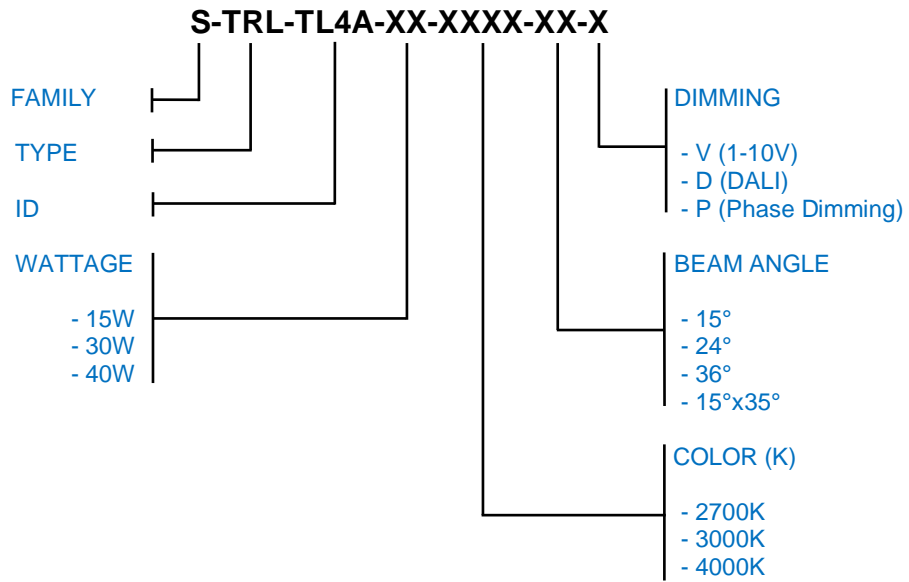 S-TRL-TL4A-XX-XXXX-XX-X
FAMILY
TYPE
ID
WATTAGE
- 15W
- 30W
- 40W
DIMMING
- V (1-10V)
- D (DALI)
- P (Phase Dimming)
BEAM ANGLE
- 15°
- 24°
- 36°
- 15°x35°
COLOR (K)
- 2700K
- 3000K
- 4000K